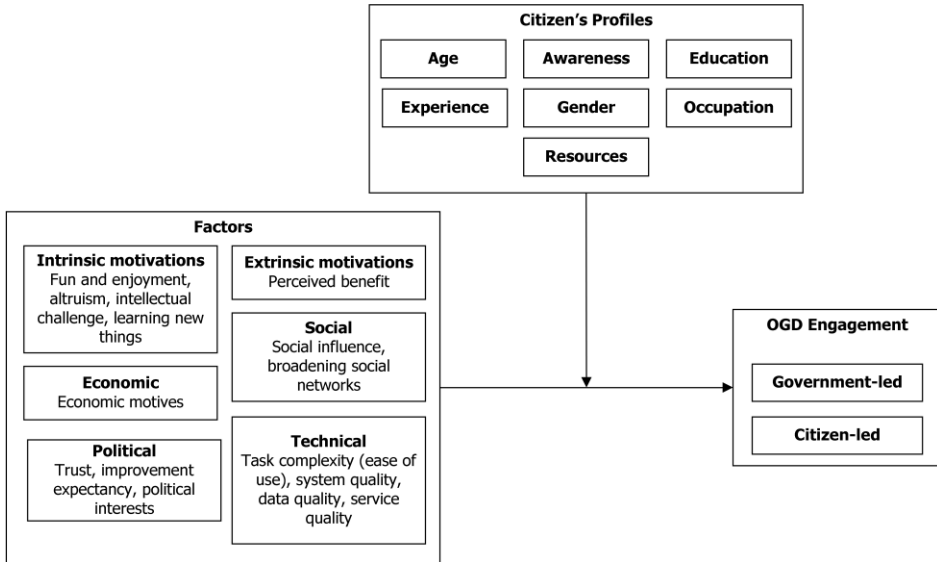 Citizen's Profiles
Age
Awareness
Education
Experience
Gender
Occupation
Resources
Factors
Intrinsic motivations
Fun and enjoyment,
altruism, intellectual
challenge, learning new
things
Extrinsic motivations
Perceived benefit
Social
Social influence,
broadening social
networks
Economic
Economic motives
Political
Trust, improvement
expectancy, political
interests
Technical
Task complexity (ease of
use), system quality,
data quality, service
quality
OGD Engagement
Government-led
Citizen-led